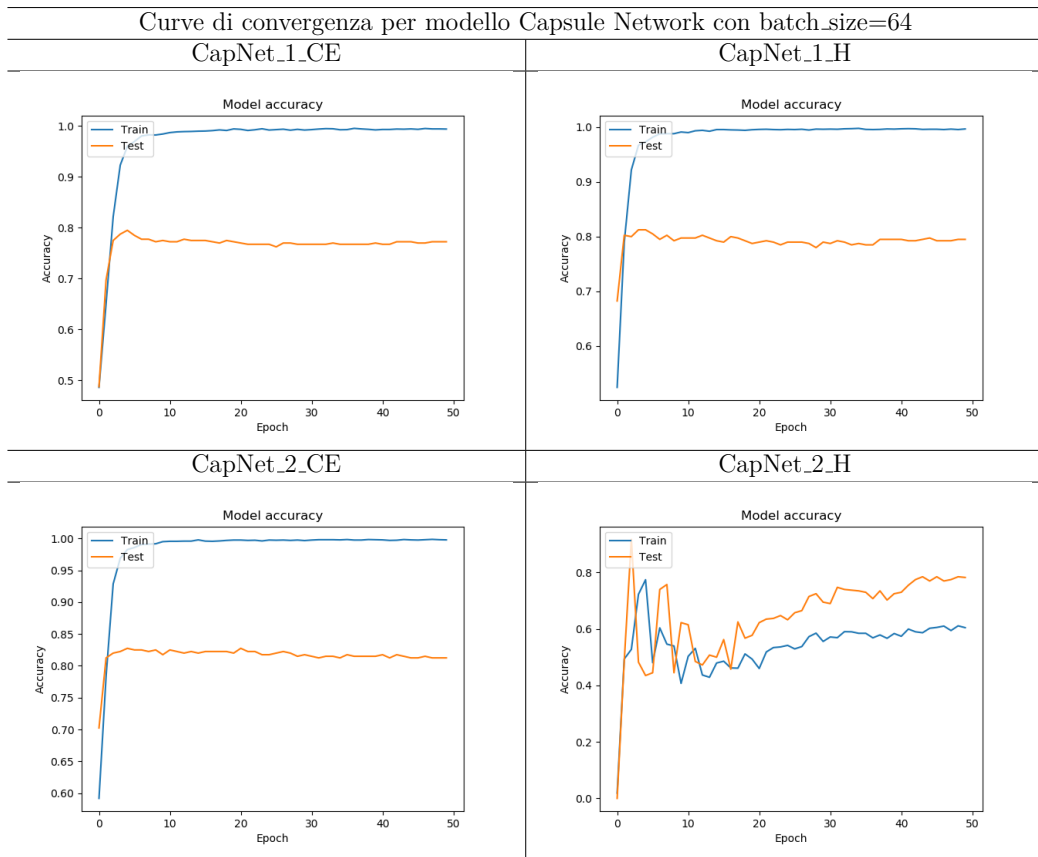 Curve di convergenza per modello Capsule Network con batch_size=64
CapNet_1_CE
CapNet_1_H
Model accuracy
Train
Test
1.0
0.9
0.8
0.7
0.6
0.5
Accuracy
0 10 20 30 40 50
Epoch
Model accuracy
Train
Test
1.0
0.9
0.8
0.7
0.6
Accuracy
0 10 20 30 40 50
Epoch
CapNet_2_CE
CapNet_2_H
Model accuracy
Train
Test
1.00
0.95
0.90
0.85
0.80
0.75
0.70
0.65
0.60
Accuracy
0 10 20 30 40 50
Epoch
Model accuracy
Train
Test
0.8
0.6
0.4
0.2
0.0
Accuracy
0 10 20 30 40 50
Epoch